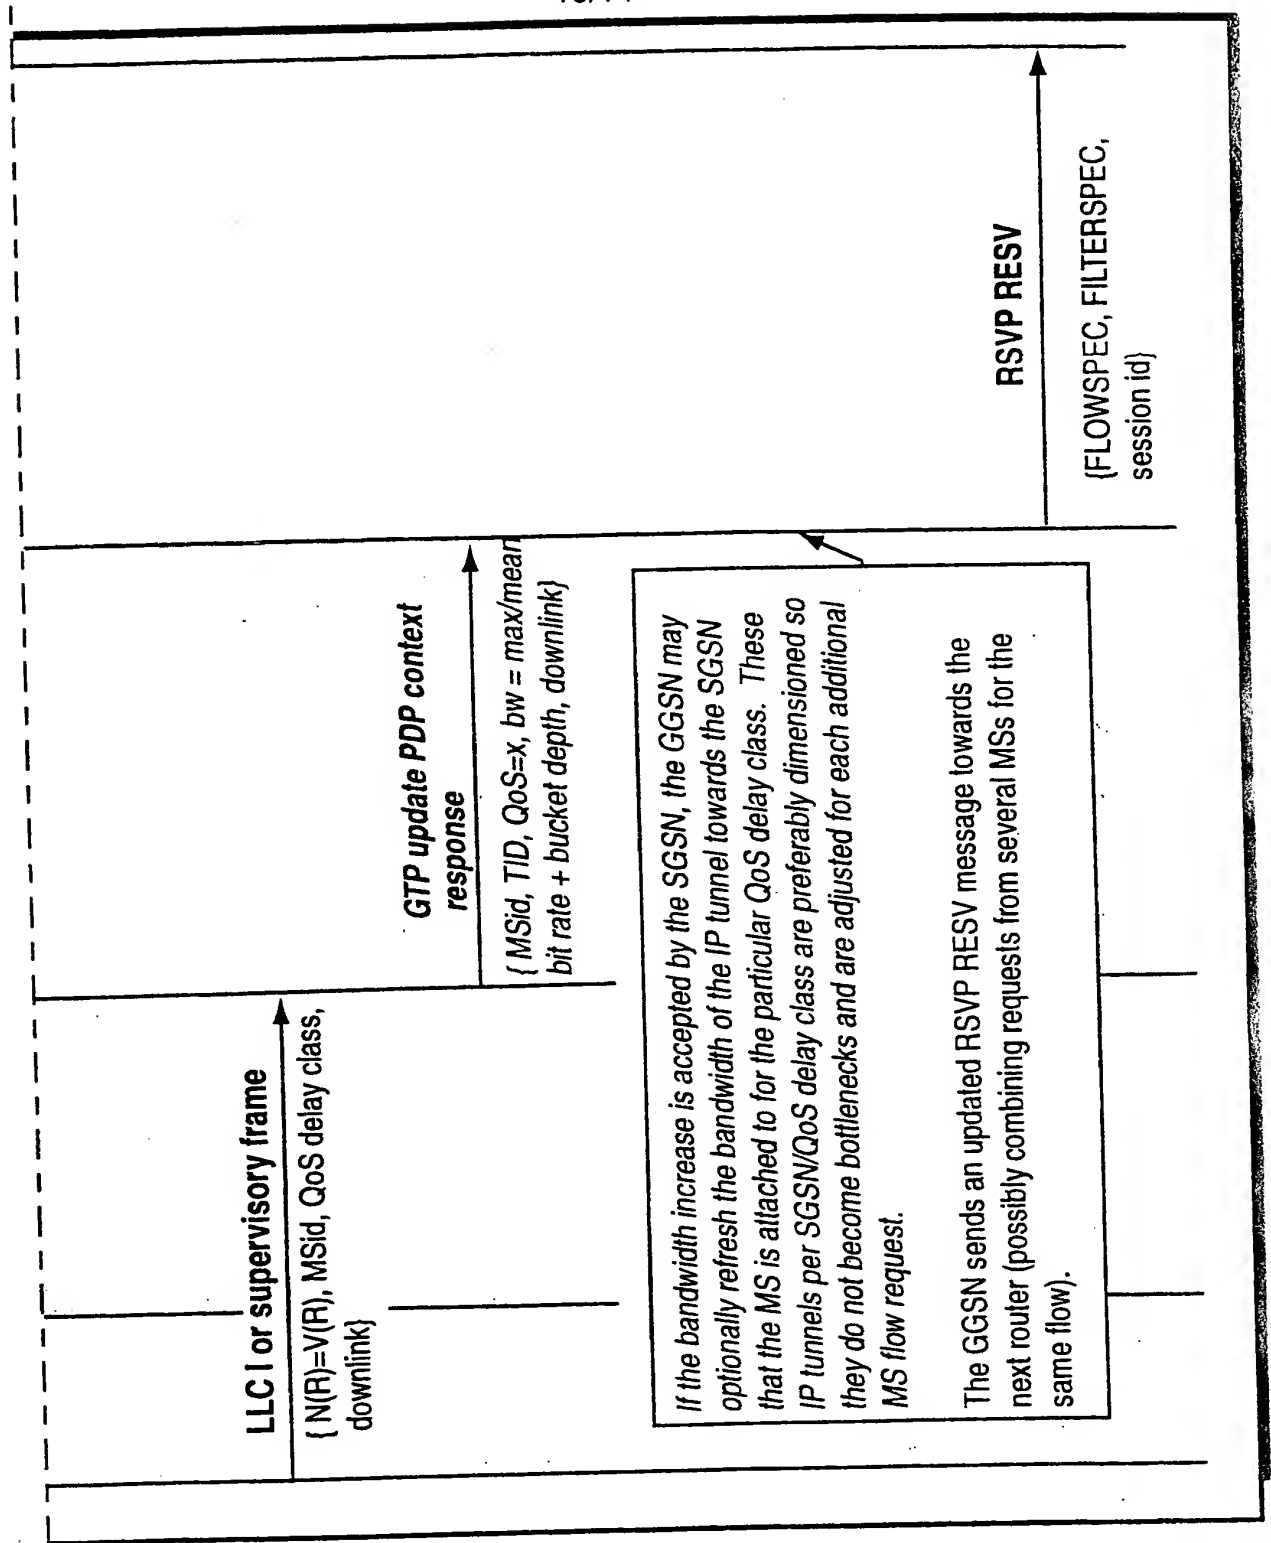 LLC I or supervisory frame
{ N(R)=V(R), MSid, QoS delay class,
downlink}
GTP update PDP context
response
{ MSid, TID, QoS=x, bw = max/mean
bit rate + bucket depth, downlink}
If the bandwidth increase is accepted by the SGSN, the GGSN may
optionally refresh the bandwidth of the IP tunnel towards the SGSN
that the MS is attached to for the particular QoS delay class. These
IP tunnels per SGSN/QoS delay class are preferably dimensioned so
they do not become bottlenecks and are adjusted for each additional
MS flow request.
The GGSN sends an updated RSVP RESV message towards the
next router (possibly combining requests from several MSs for the
same flow).
RSVP RESV
{FLOWSPEC, FILTERSPEC,
session id}